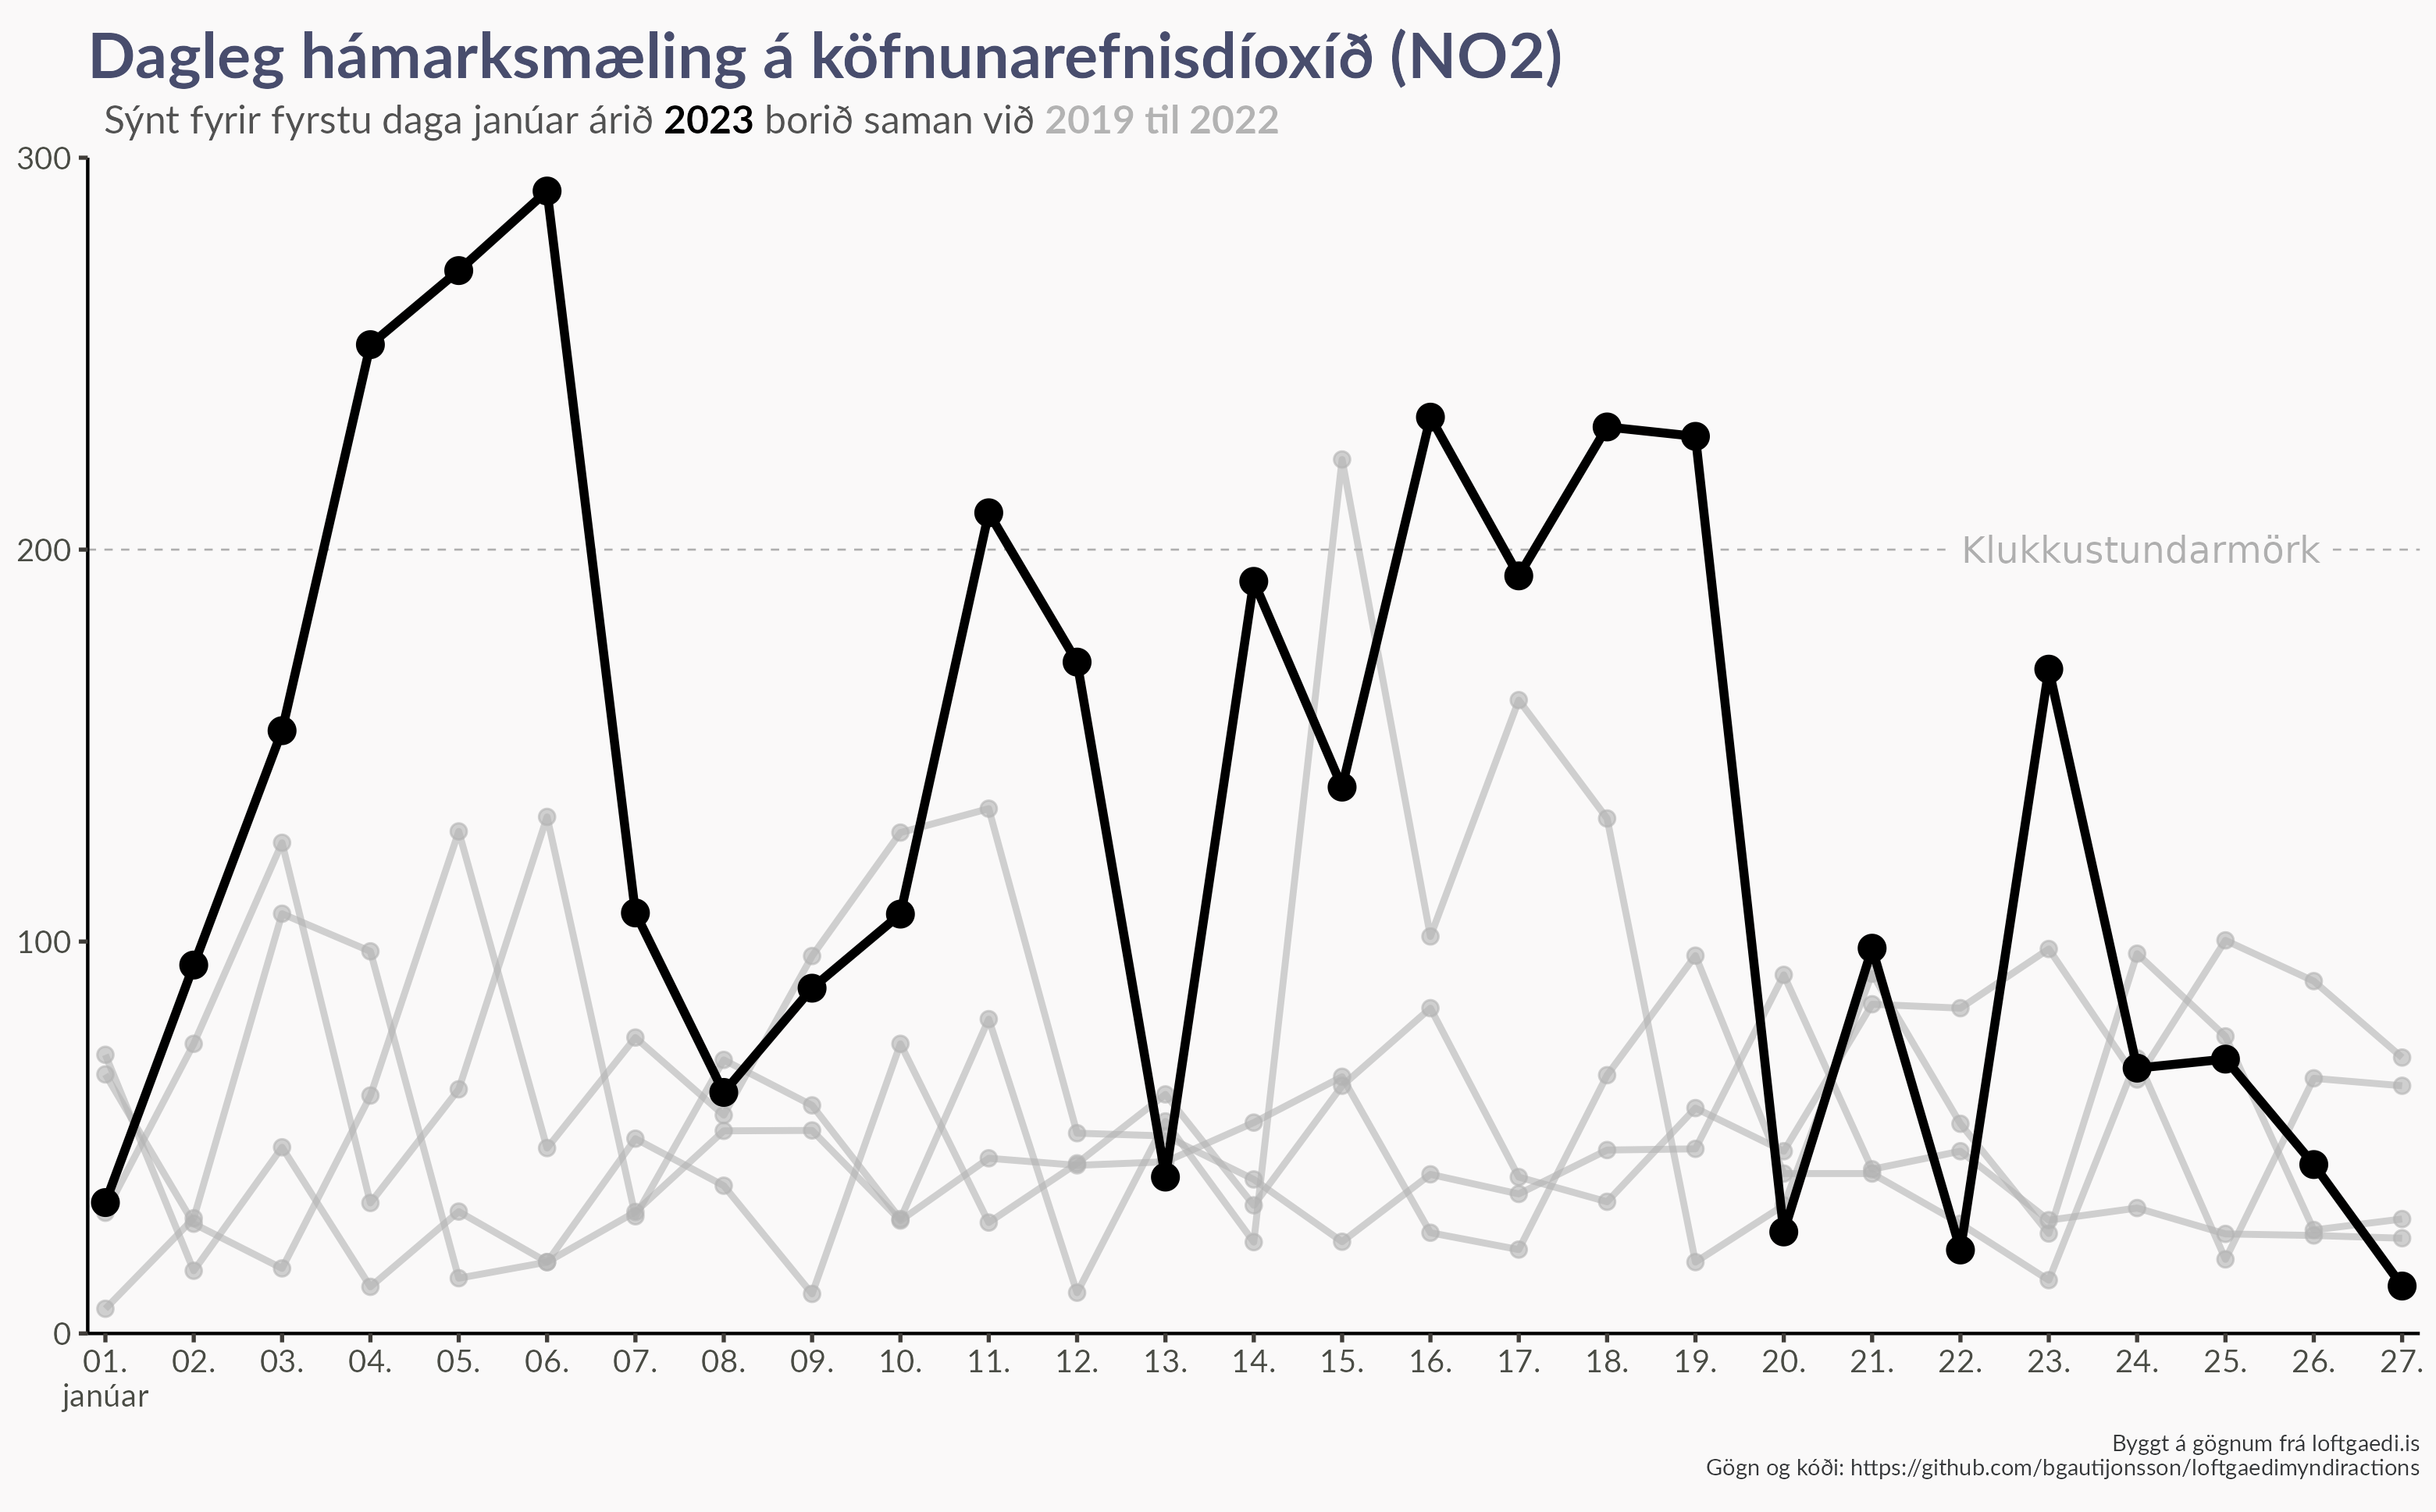 Dagleg hámarksmæling á köfnunarefnisdíoxíð (NO2)
Sýnt fyrir fyrstu daga janúar árið 2023 borið saman við 2019 til 2022
300
200
Klukkustundarmörk
100
0
01. 02. 03. 04. 05. 06. 07. 08. 09. 10. 11. 12. 13. 14. 15. 16. 17. 18. 19. 20. 21. 22. 23. 24. 25. 26. 27.
janúar
Byggt á gögnum frá loftgaedi.is
Gögn og kóði: https://github.com/bgautijonsson/loftgaedimyndiractions